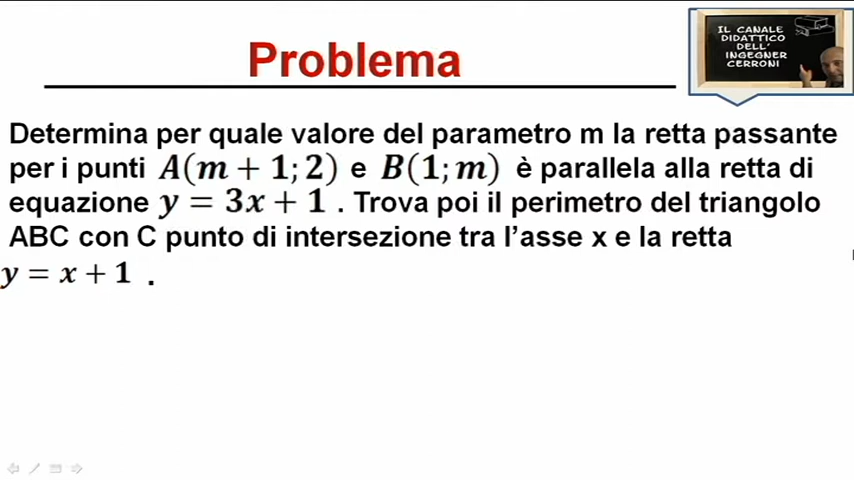 Problema
IL CANALE
DIDATTICO
DELL'
INGEGNER
CERRONI
Determina per quale valore del parametro m la retta passante
per i punti A(m + 1; 2) e B(1; m) è parallela alla retta di
equazione y = 3x + 1 . Trova poi il perimetro del triangolo
ABC con C punto di intersezione tra l'asse x e la retta
y = x + 1 .